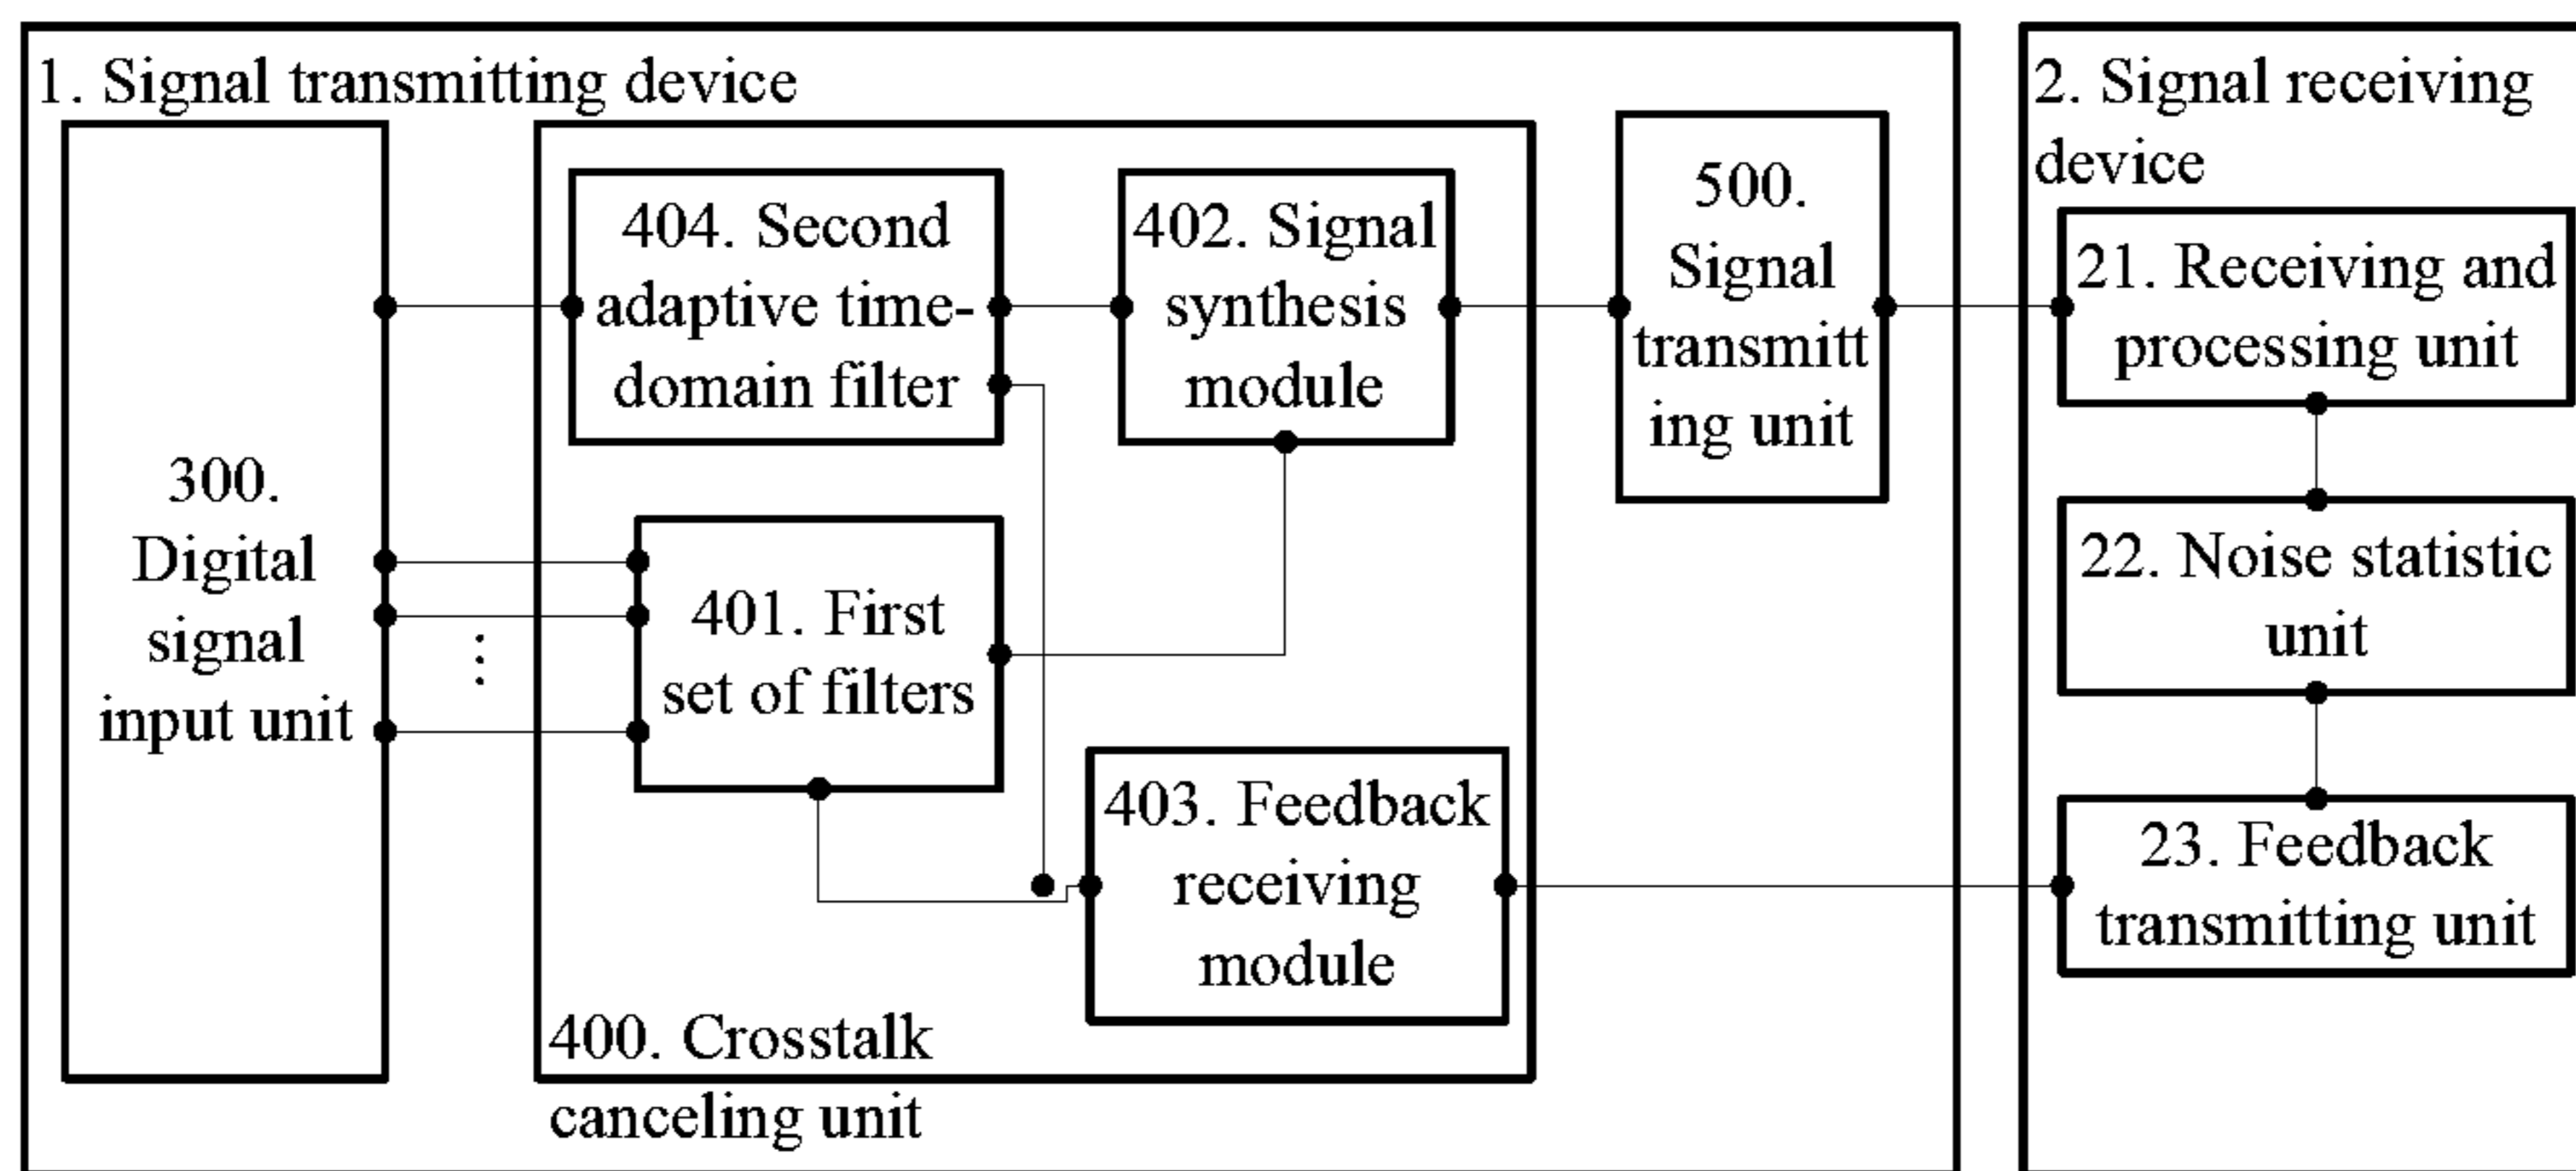 1. Signal transmitting device
300.
Digital
signal
input unit
404. Second
adaptive time-
domain filter
402. Signal
synthesis
module
401. First
set of filters
403. Feedback
receiving
module
400. Crosstalk
canceling unit
500.
Signal
transmitt
ing unit
2. Signal receiving
device
21. Receiving and
processing unit
22. Noise statistic
unit
23. Feedback
transmitting unit